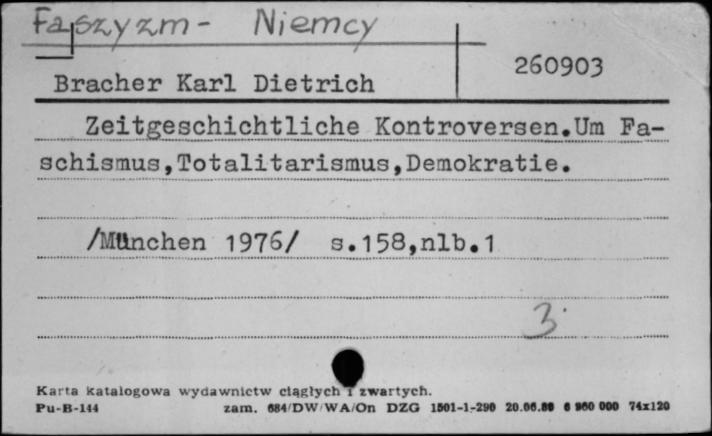 Faszyzm - Niemcy
260903
Bracher Karl Dietrich
Zeitgeschichtliche Kontroversen.Um Fa-
schismus,Totalitarismus,Demokratie.
/München 1976/ s.158,nlb.1
3
Karta katalogowa wydawnictw ciągłych i zwartych.
Pu-B-144 zam. 684/DW/WA/On DZG 1501-1-290 20.06.80 6 960 000 74x120